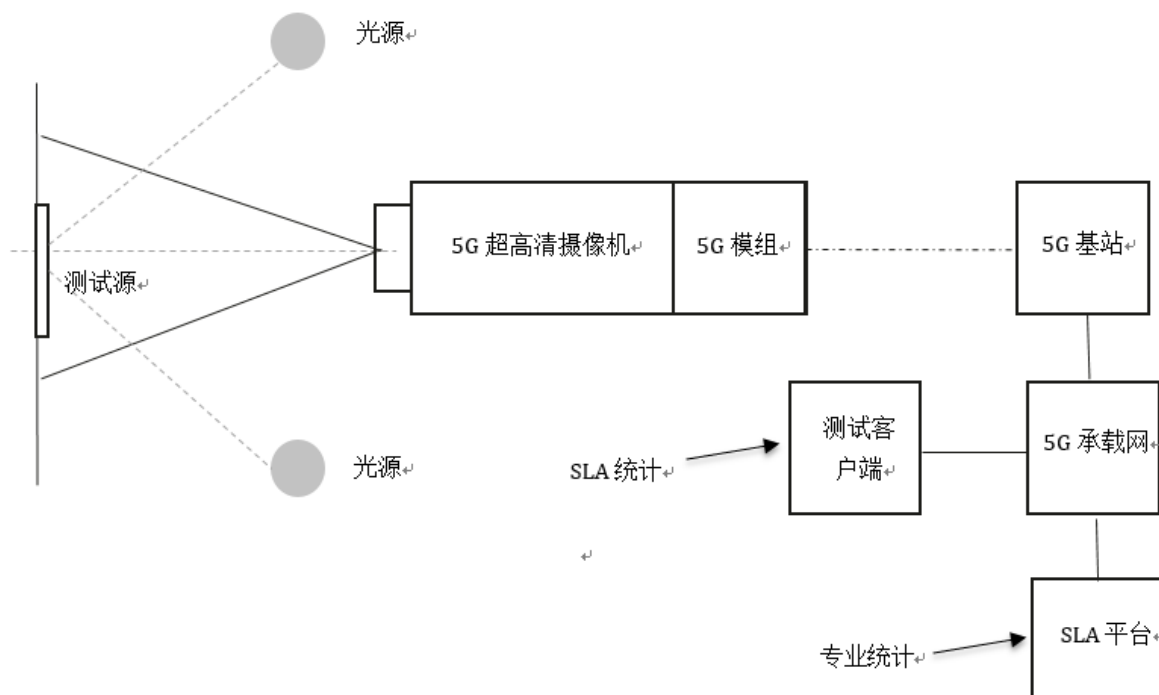 光源
5G 超高清摄像机
5G 模组
5G 基站
测试源
测试客
户端
5G 承载网
光源
SLA 统计
SLA 平台
专业统计